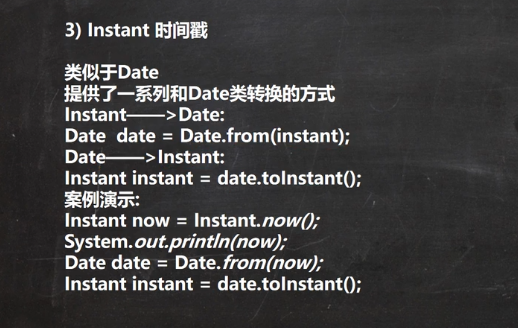 3) Instant 时间戳
类似于Date
提供了一系列和Date类转换的方式
Instant——>Date:
Date  date = Date.from(instant);
Date——>Instant:
Instant instant = date.toInstant();
案例演示:
Instant now = Instant.now();
System.out.println(now);
Date date = Date.from(now);
Instant instant = date.toInstant();